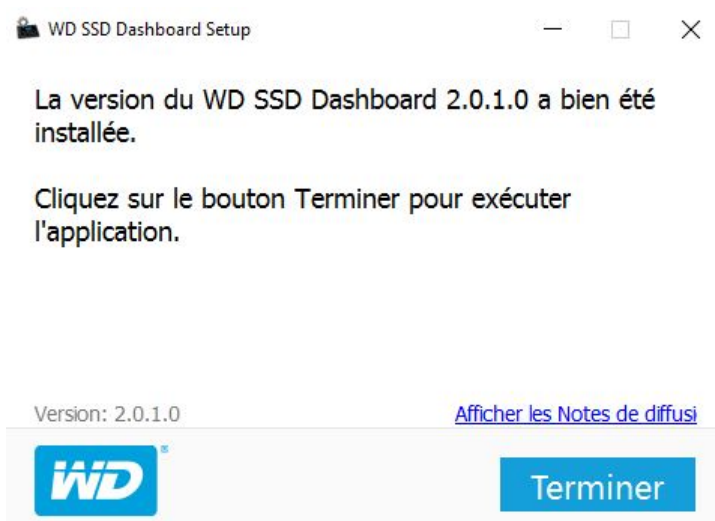 WD SSD Dashboard Setup
La version du WD SSD Dashboard 2.0.1.0 a bien été
installée.
Cliquez sur le bouton Terminer pour exécuter
l'application.
Version: 2.0.1.0
Afficher les Notes de diffusi
WD®
Terminer